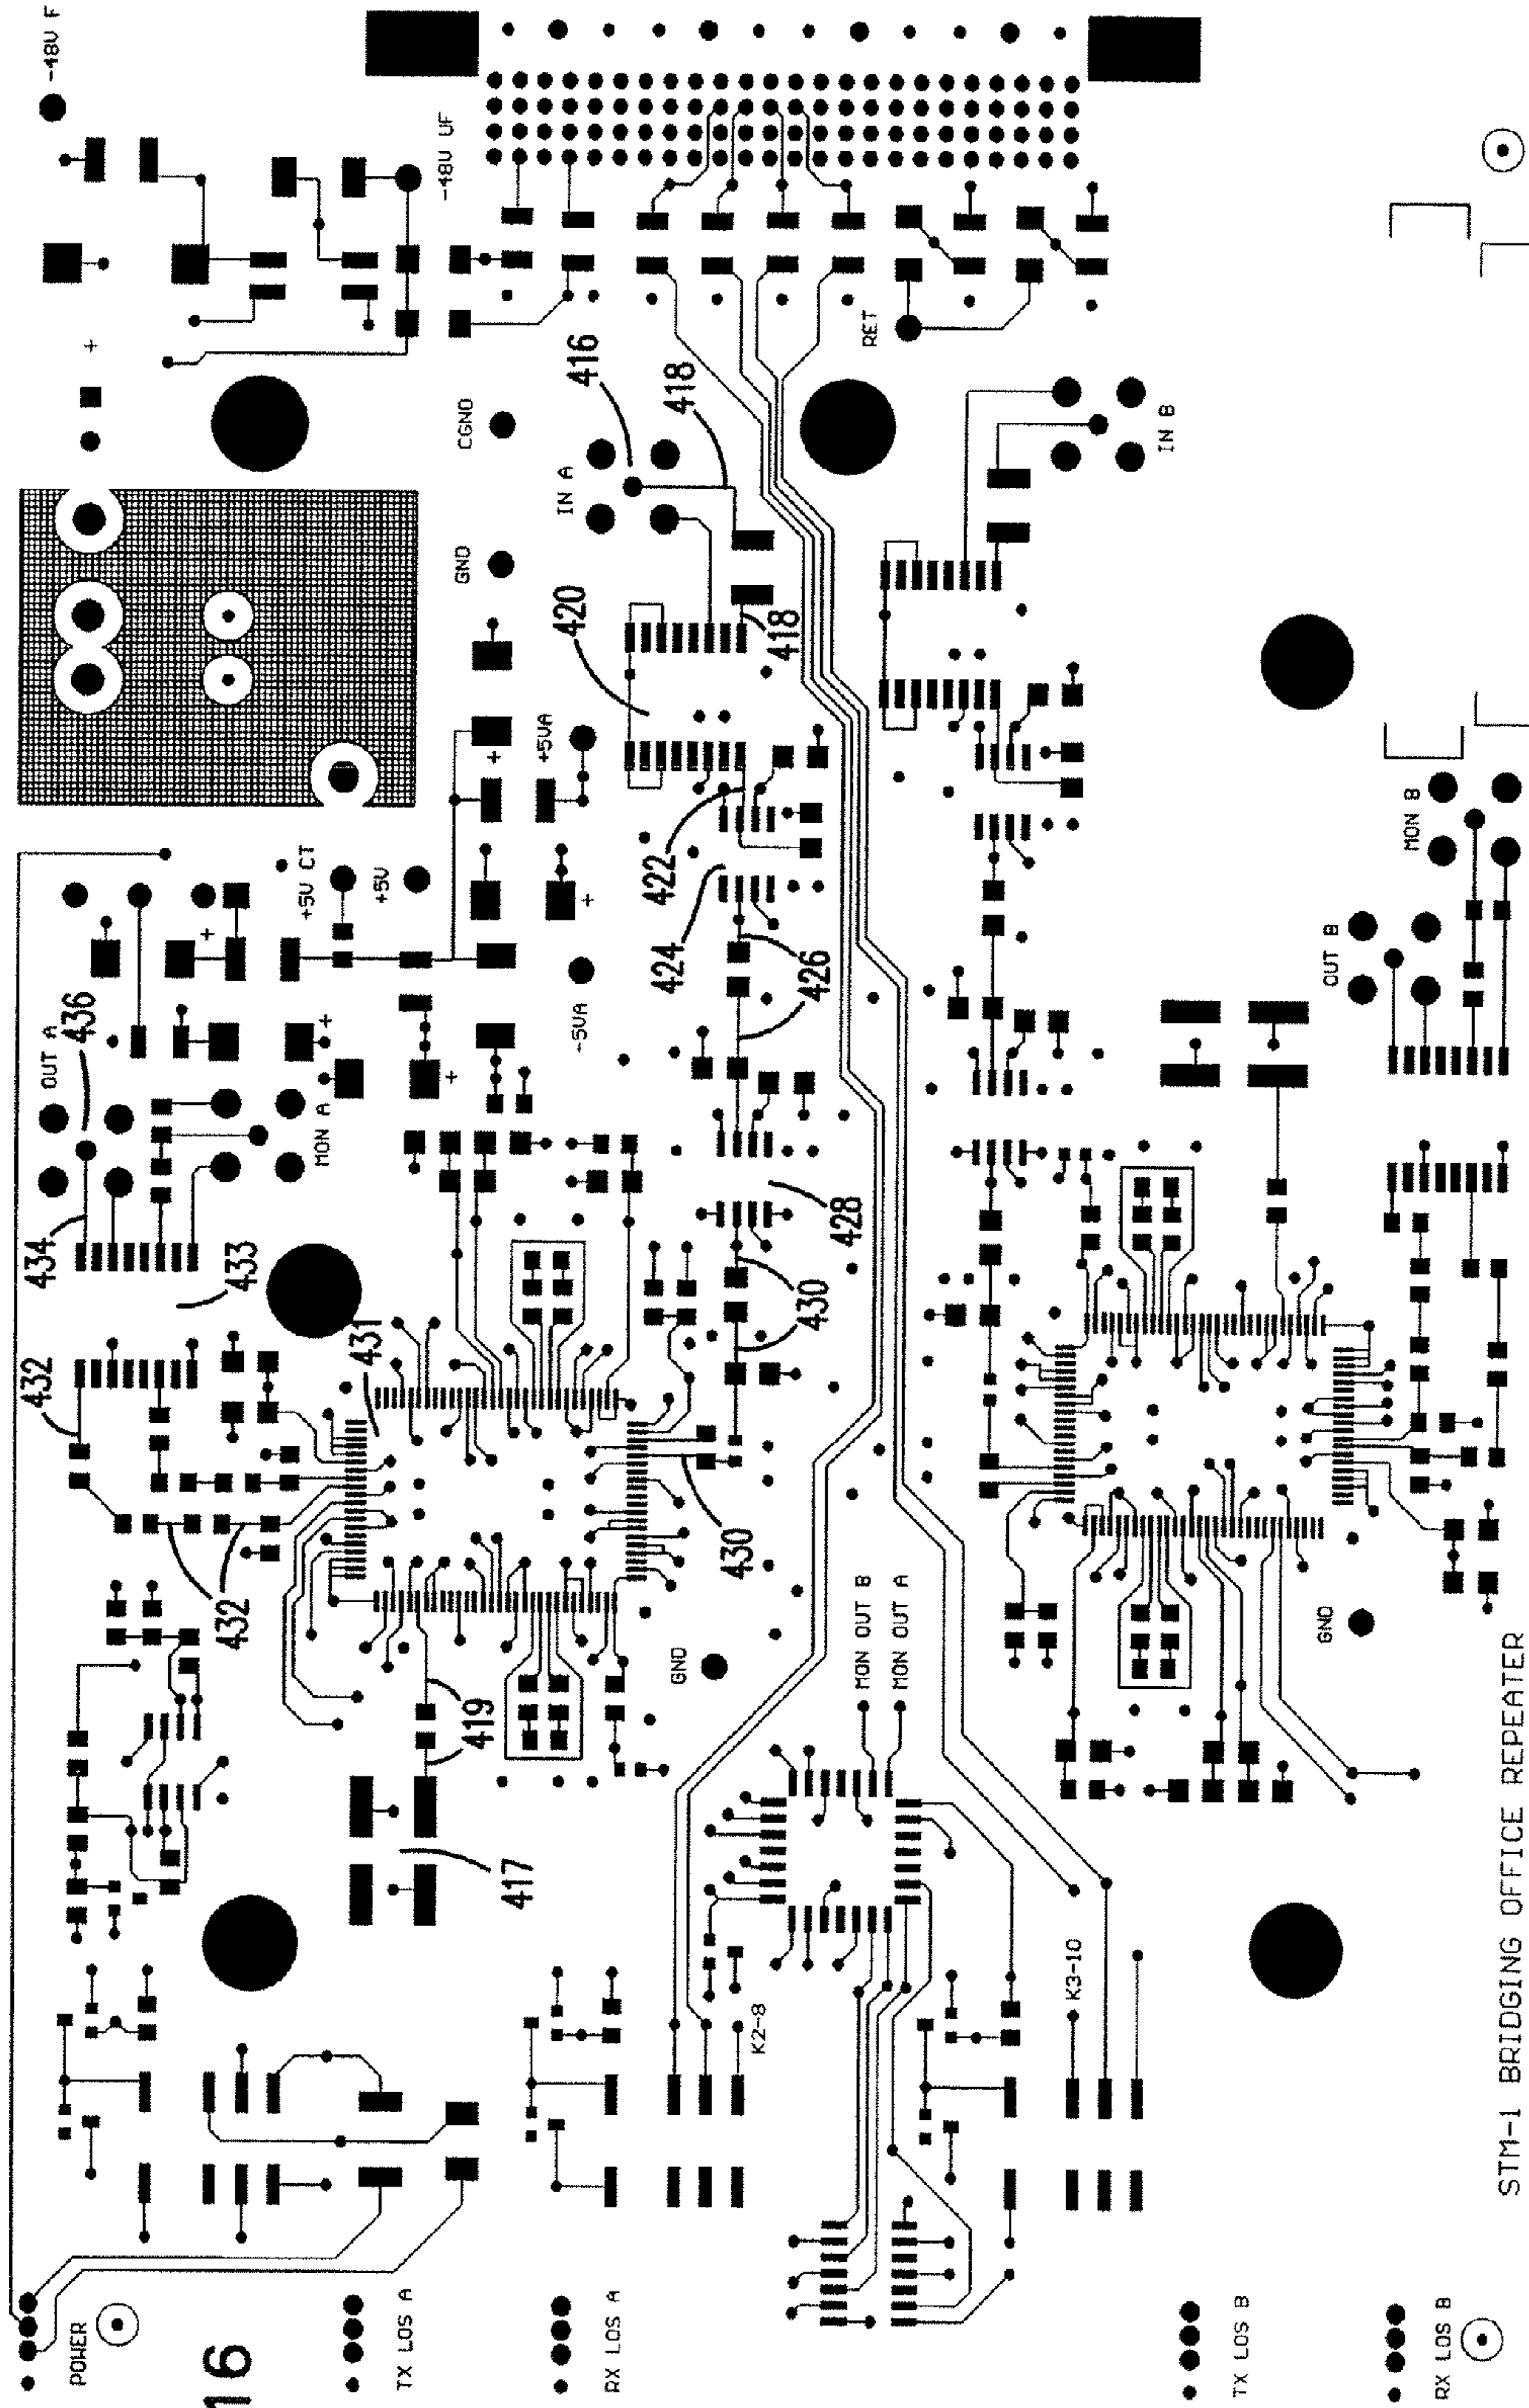 -48V F
-48V UF
+
CGND
416
418
IN A
RET
IN B
GND
420
418
+
+5VA
+5V CT
+5V
+
+
422
424
426
MON B
OUT B
436
OUT A
+
+
-5VA
MON A
434
433
428
432
431
430
430
432
419
GND
MON OUT B
MON OUT A
GND
417
K2-8
K3-10
STM-1 BRIDGING OFFICE REPEATER
POWER
16
TX LOS A
RX LOS A
TX LOS B
RX LOS B